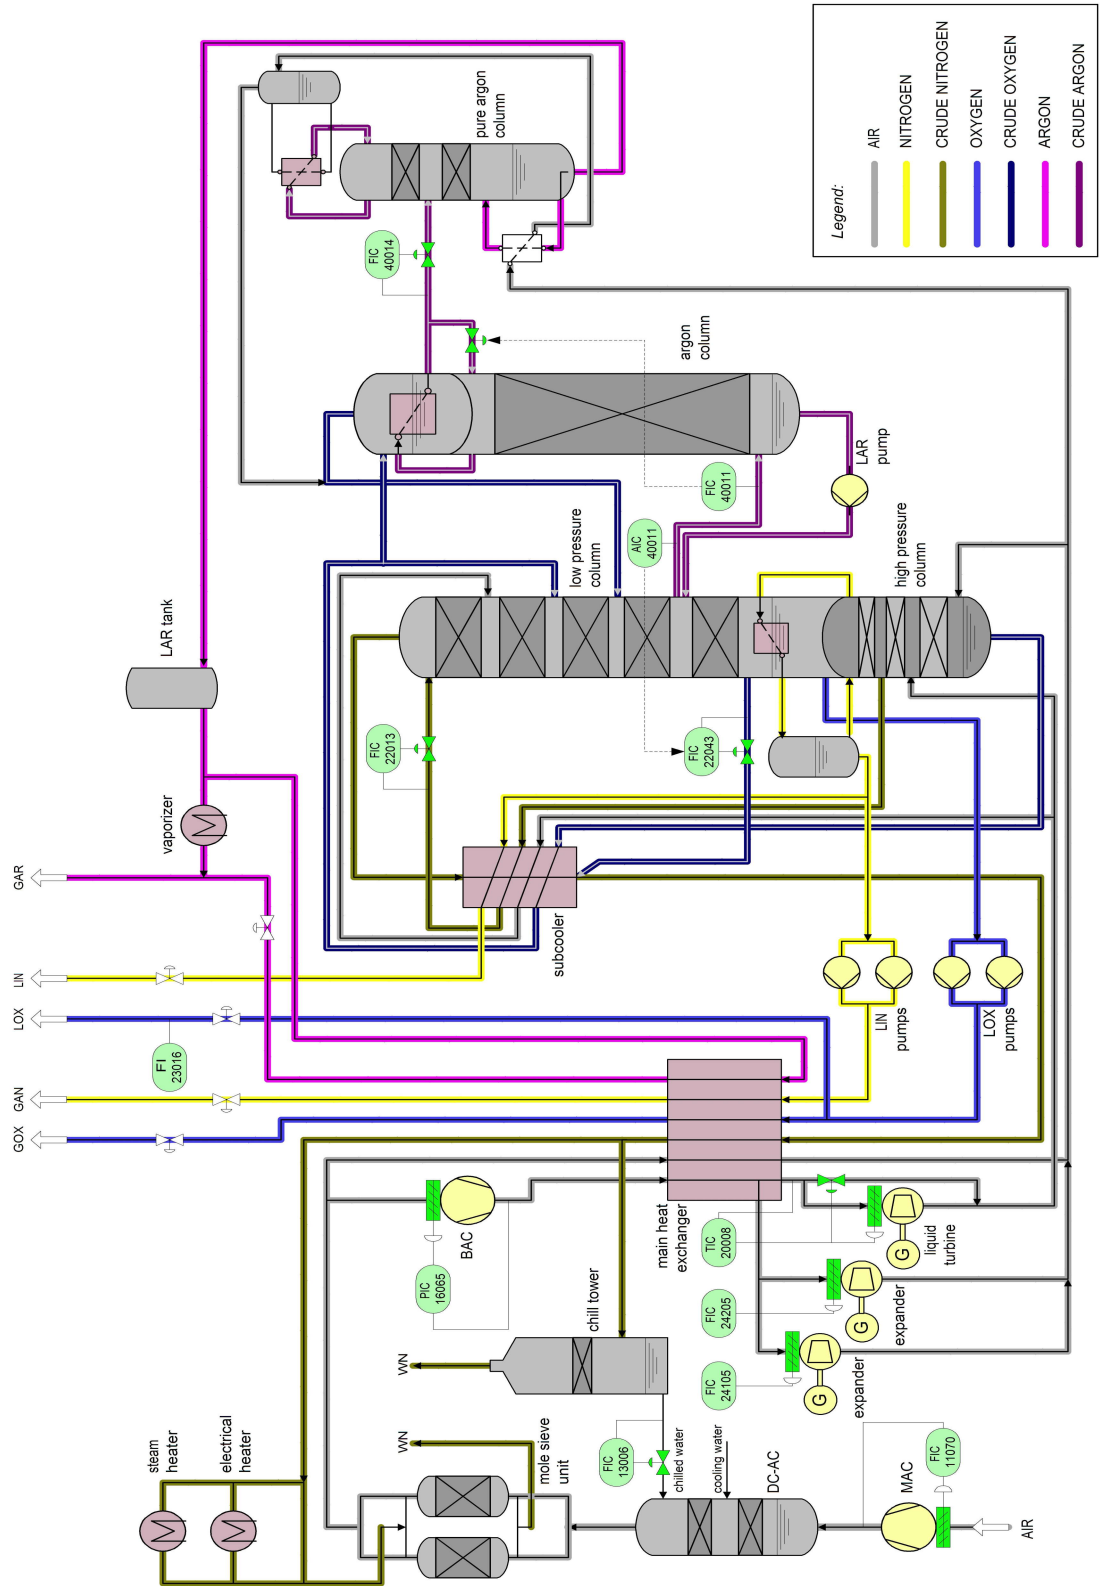 Legend:
AIR
NITROGEN
CRUDE NITROGEN
OXYGEN
CRUDE OXYGEN
ARGON
CRUDE ARGON
pure argon
column
FIC
40014
argon
column
FIC
40011
LAR
pump
AIC
40011
low pressure
column
high pressure
column
LAR tank
FIC
22013
FIC
22043
vaporizer
subcooler
GAR
LIN
LOX
GAN
GOX
FI
23016
LIN
pumps
LOX
pumps
main heat
exchanger
BAC
PIC
16065
TIC
20008
G
liquid
turbine
FIC
24205
G
expander
FIC
24105
G
expander
chill tower
WN
WN
mole sieve
unit
steam
heater
electrical
heater
FIC
13006
chilled water
cooling water
DC-AC
MAC
FIC
11070
AIR